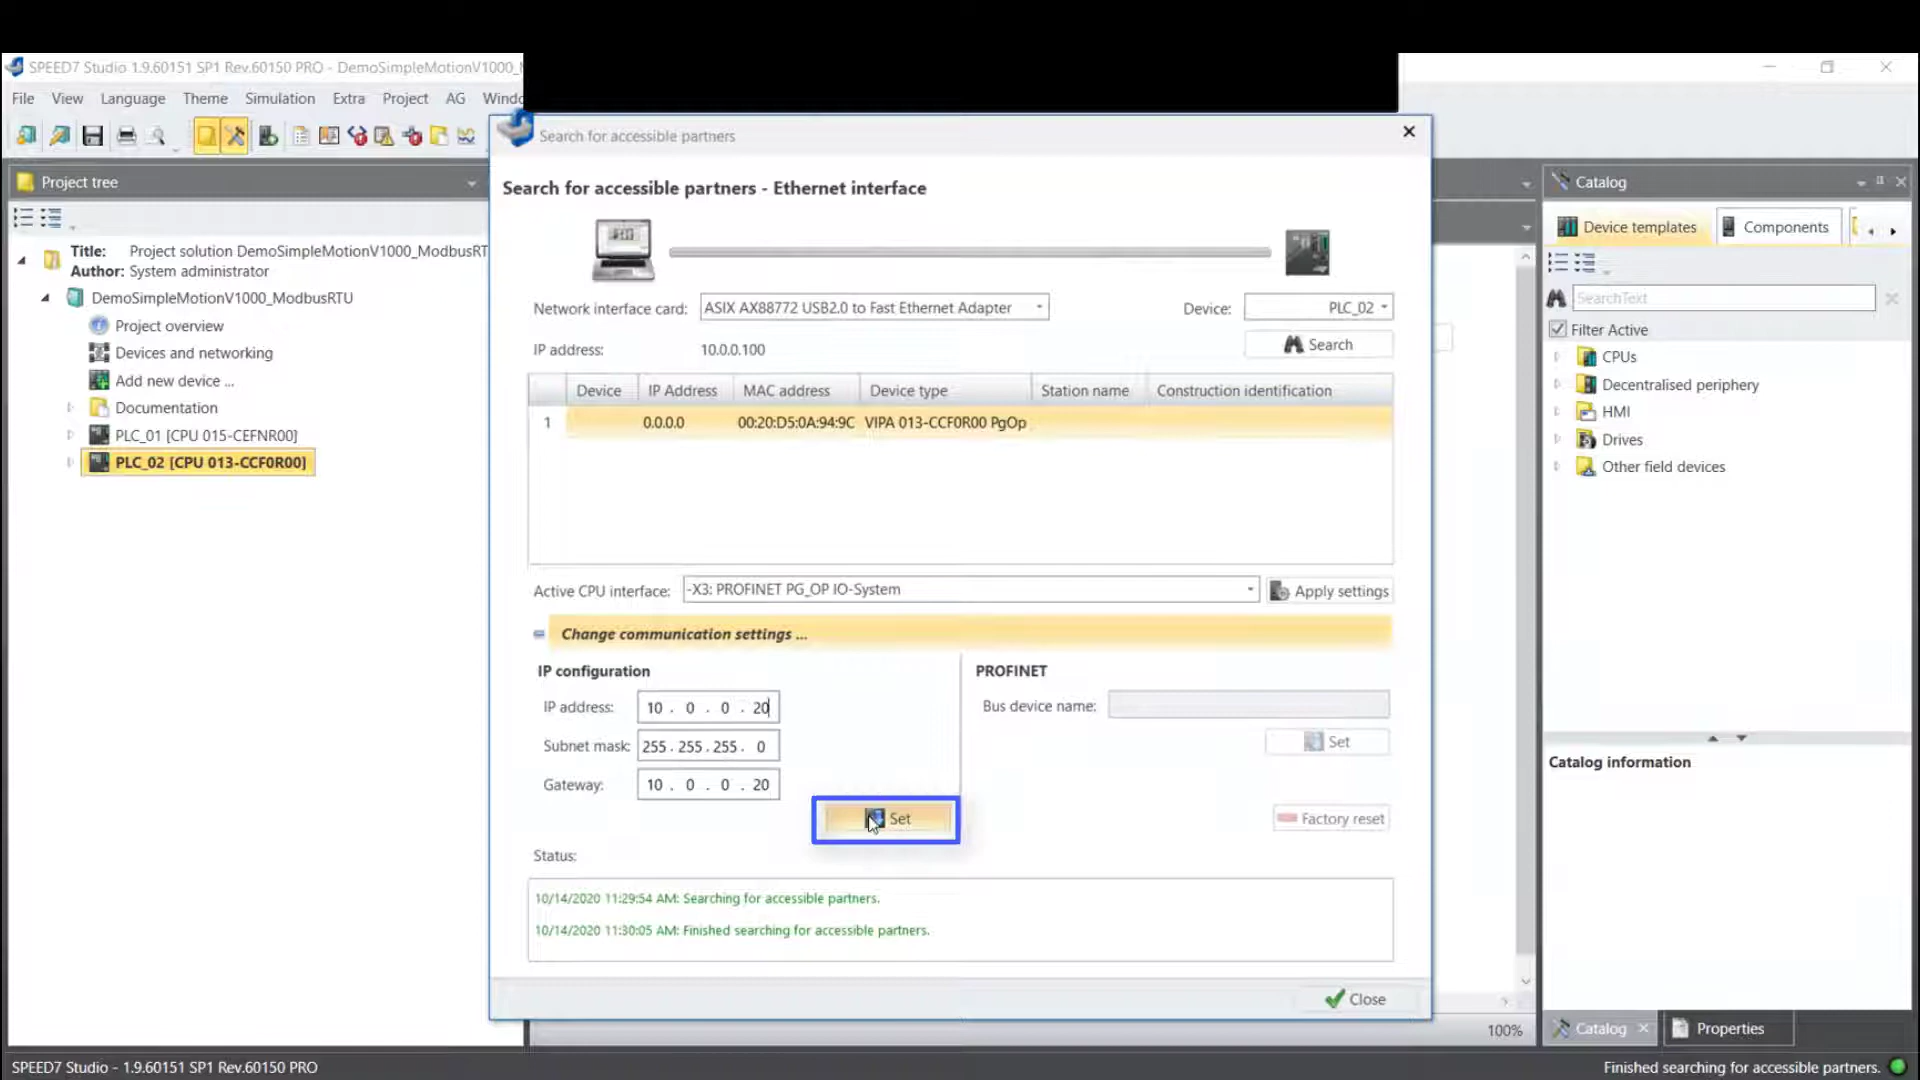 SPEED7 Studio 1.9.60151 SP1 Rev.60150 PRO - DemoSimpleMotionV1000_
File View Language Theme Simulation Extra Project AG Windo
Search for accessible partners
Project tree
Title: Project solution DemoSimpleMotionV1000_ModbusRT
Author: System administrator
DemoSimpleMotionV1000_ModbusRTU
Project overview
Devices and networking
Add new device ...
Documentation
PLC_01 [CPU 015-CEFNR00]
PLC_02 [CPU 013-CCF0R00]
Search for accessible partners - Ethernet interface
Network interface card: ASIX AX88772 USB2.0 to Fast Ethernet Adapter Device: PLC_02
IP address: 10.0.0.100 Search
Device IP Address MAC address Device type Station name Construction identification
1 0.0.0.0 00:20:D5:0A:94:9C VIPA 013-CCF0R00 PgOp
Active CPU interface: -X3: PROFINET PG_OP IO-System Apply settings
Change communication settings ...
IP configuration PROFINET
IP address: 10 . 0 . 0 . 20 Bus device name:
Subnet mask: 255 . 255 . 255 . 0 Set
Gateway: 10 . 0 . 0 . 20
Set Factory reset
Status:
10/14/2020 11:29:54 AM: Searching for accessible partners.
10/14/2020 11:30:05 AM: Finished searching for accessible partners.
Close
100%
Catalog
Device templates Components
SearchText
Filter Active
CPUs
Decentralised periphery
HMI
Drives
Other field devices
Catalog information
Catalog Properties
SPEED7 Studio - 1.9.60151 SP1 Rev.60150 PRO Finished searching for accessible partners.